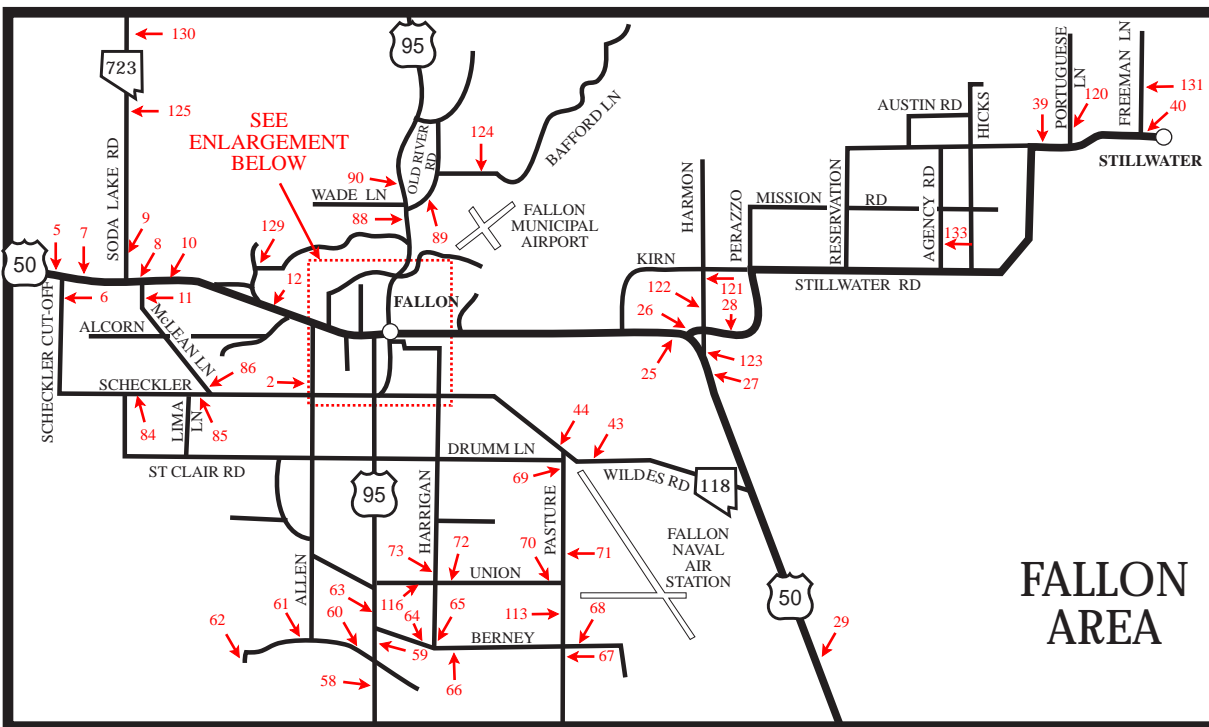 130
95
723
125
SEE
ENLARGEMENT
BELOW
SODA LAKE RD
OLD RIVER
RD
124
BAFFORD LN
90
WADE LN
88
89
FALLON
MUNICIPAL
AIRPORT
HARMON
PERAZZO
MISSION RD
RESERVATION
AUSTIN RD
AGENCY RD
HICKS
39
PORTUGUESE
LN
120
FREEMAN LN
131
40
STILLWATER
133
5
7
9
8
10
129
50
12
6
11
SCHECKLER CUT-OFF
ALCORN
McLEAN LN
86
FALLON
KIRN
122
121
26
28
STILLWATER RD
25
123
27
2
SCHECKLER
84
LIMA
LN
85
44
43
DRUMM LN
ST CLAIR RD
69
WILDES RD
118
95
HARRIGAN
PASTURE
FALLON
NAVAL
AIR
STATION
73
72
70
71
UNION
ALLEN
63
116
113
50
FALLON
AREA
61
60
64
65
68
62
BERNEY
59
67
29
58
66